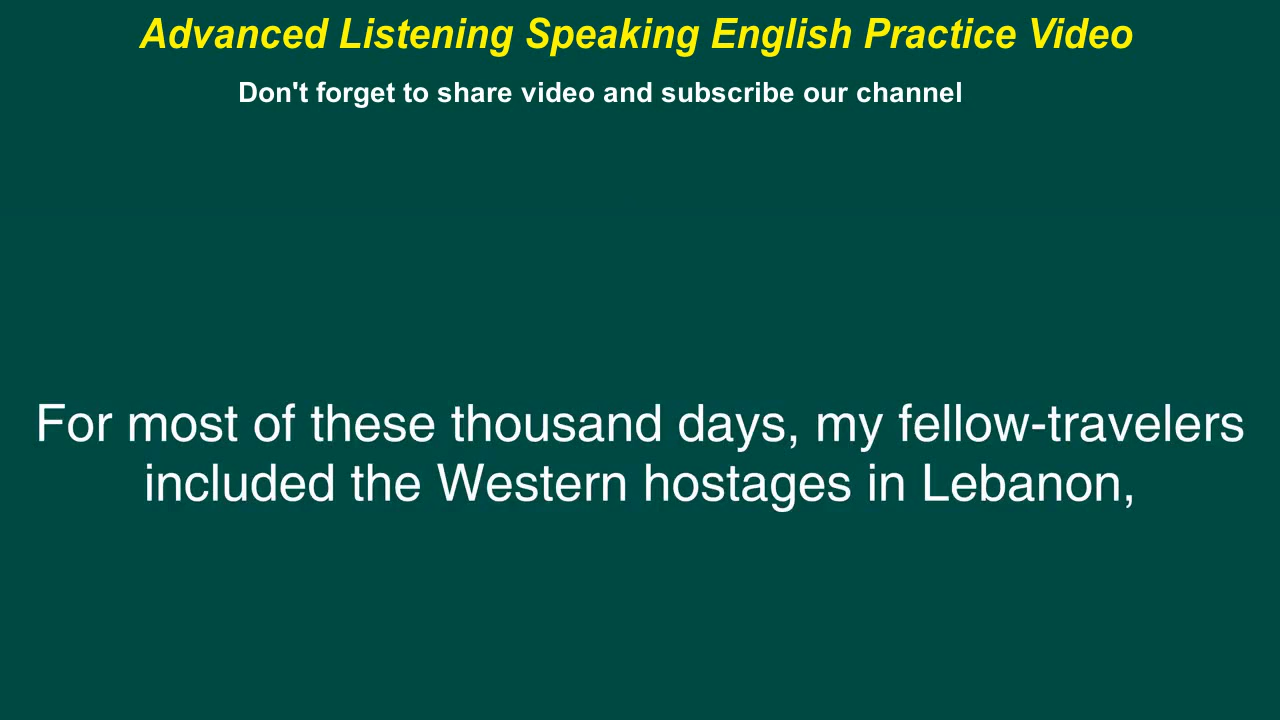 Advanced Listening Speaking English Practice Video
Don't forget to share video and subscribe our channel
For most of these thousand days, my fellow-travelers
included the Western hostages in Lebanon,